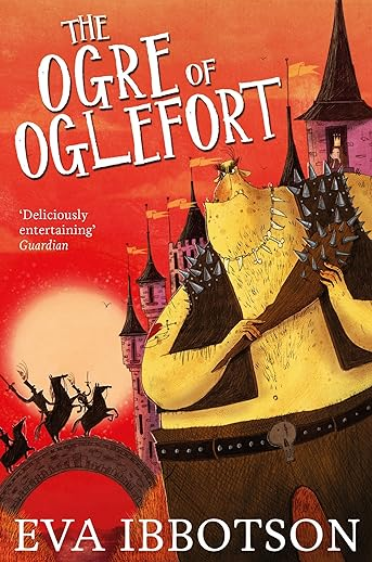 THE
OGRE OF
OGLEFORT
‘Deliciously
entertaining’
Guardian
EVA IBBOTSON